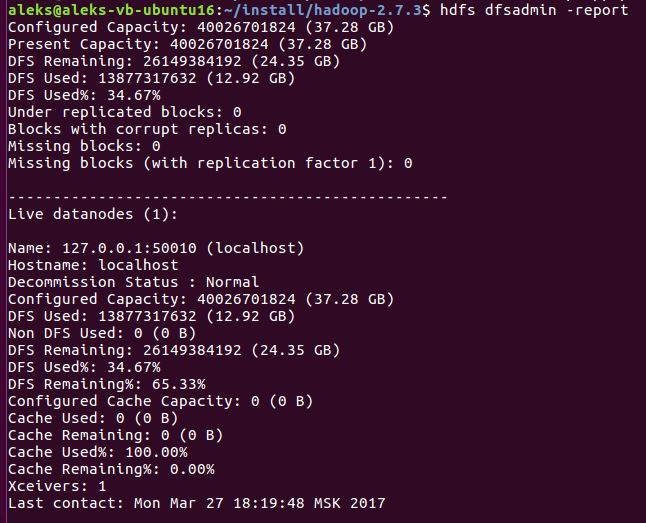 aleks@aleks-vb-ubuntu16:~/install/hadoop-2.7.3$ hdfs dfsadmin -report
Configured Capacity: 40026701824 (37.28 GB)
Present Capacity: 40026701824 (37.28 GB)
DFS Remaining: 26149384192 (24.35 GB)
DFS Used: 13877317632 (12.92 GB)
DFS Used%: 34.67%
Under replicated blocks: 0
Blocks with corrupt replicas: 0
Missing blocks: 0
Missing blocks (with replication factor 1): 0
-------------------------------------------------
Live datanodes (1):
Name: 127.0.0.1:50010 (localhost)
Hostname: localhost
Decommission Status : Normal
Configured Capacity: 40026701824 (37.28 GB)
DFS Used: 13877317632 (12.92 GB)
Non DFS Used: 0 (0 B)
DFS Remaining: 26149384192 (24.35 GB)
DFS Used%: 34.67%
DFS Remaining%: 65.33%
Configured Cache Capacity: 0 (0 B)
Cache Used: 0 (0 B)
Cache Remaining: 0 (0 B)
Cache Used%: 100.00%
Cache Remaining%: 0.00%
Xceivers: 1
Last contact: Mon Mar 27 18:19:48 MSK 2017